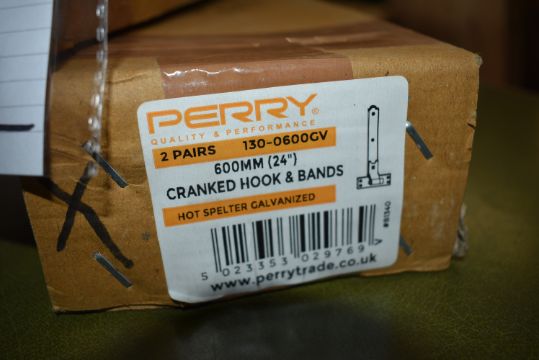 PERRY®
QUALITY & PERFORMANCE
2 PAIRS 130-0600GV
600MM (24")
CRANKED HOOK & BANDS
HOT SPELTER GALVANIZED
#81340
5 023353 029769 >
www.perrytrade.co.uk
X